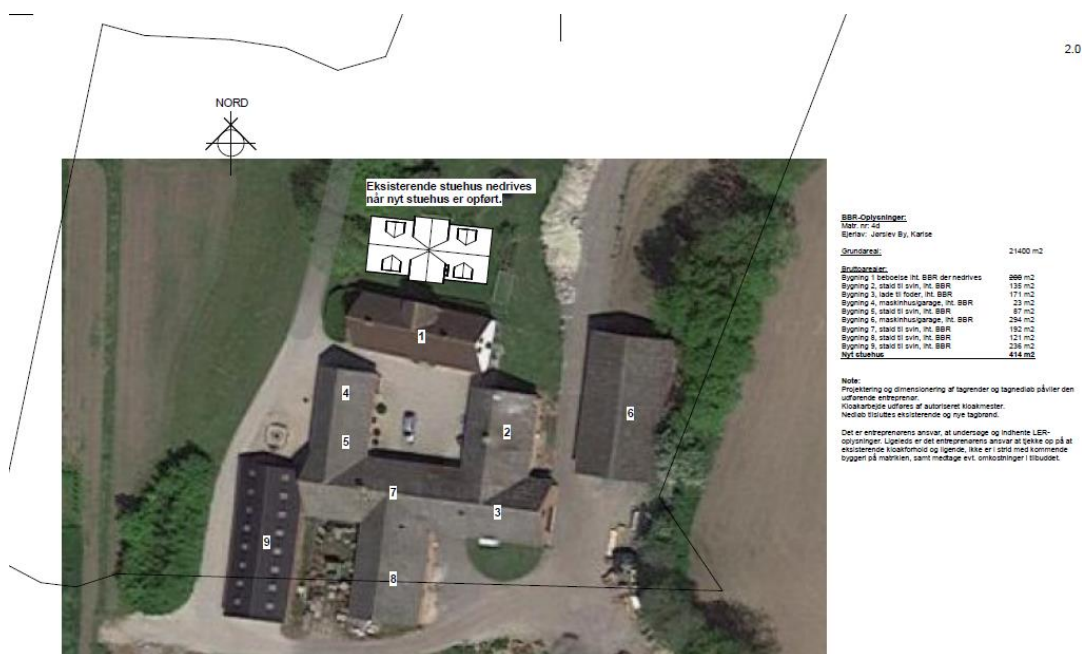 2.0
NORD
Eksisterende stuehus nedrives
når nyt stuehus er opført.
1
4
5
2
6
7
3
9
8
BBR-Oplysninger:
Matr. nr: 4d
Ejerlav: Jørslev By, Karise
Grundareal: 21400 m2
Bruttoarealer:
Bygning 1 beboelse iht. BBR der nedrives m2
Bygning 2, stald til svin, iht. BBR 135 m2
Bygning 3, lade til foder, iht. BBR 171 m2
Bygning 4, maskinhus/garage, iht. BBR 23 m2
Bygning 5, stald til svin, iht. BBR 87 m2
Bygning 6, maskinhus/garage, iht. BBR 294 m2
Bygning 7, stald til svin, iht. BBR 192 m2
Bygning 8, stald til svin, iht. BBR 121 m2
Bygning 9, stald til svin, iht. BBR 236 m2
Nyt stuehus 414 m2
Note:
Projektering og dimensionering af tagrender og tagnedløb påviler den
udførende entreprenør.
Kloakarbejde udføres af autoriseret kloakmester.
Nedløb tilsluttes eksisterende og nye tagbrønd.
Det er entreprenørens ansvar, at undersøge og indhente LER-
oplysninger. Ligeledes er det entreprenørens ansvar at tjekke op på at
eksisterende kloakforhold og ligende, ikke er i strid med kommende
byggeri på matriklen, samt medtage evt. omkostninger i tilbuddet.